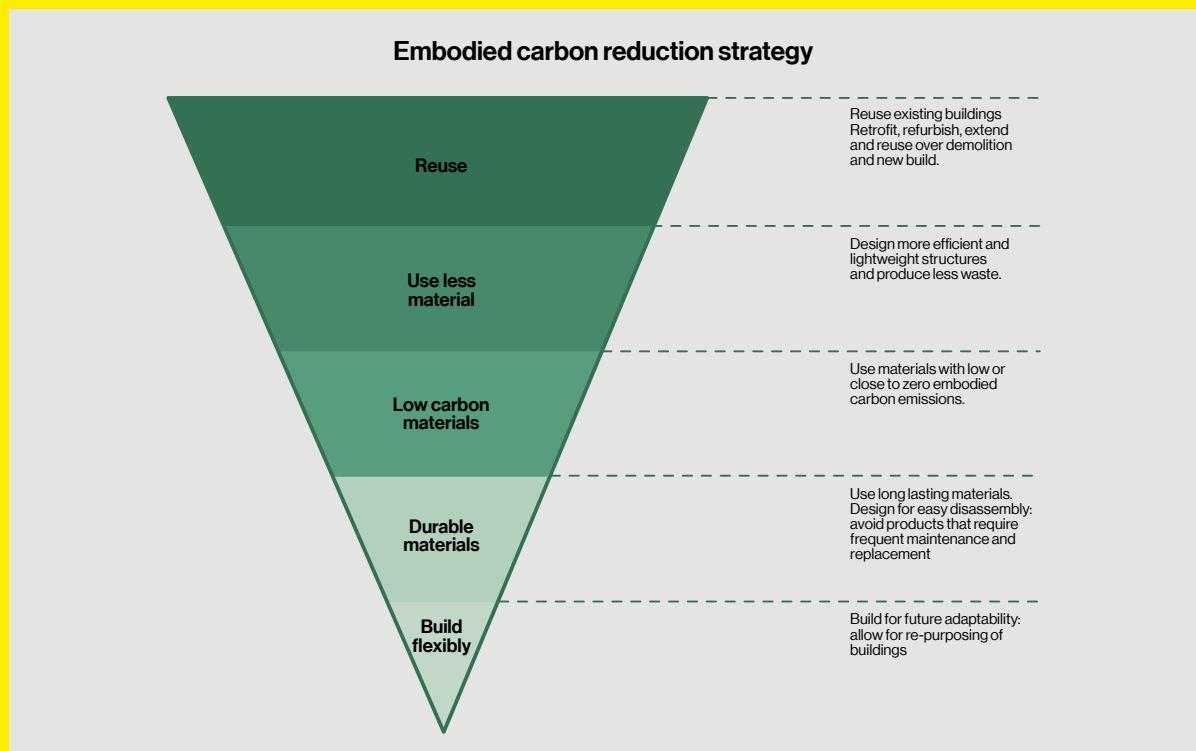 Embodied carbon reduction strategy
Reuse
Reuse existing buildings
Retrofit, refurbish, extend
and reuse over demolition
and new build.
Use less
material
Design more efficient and
lightweight structures
and produce less waste.
Low carbon
materials
Use materials with low or
close to zero embodied
carbon emissions.
Durable
materials
Use long lasting materials.
Design for easy disassembly:
avoid products that require
frequent maintenance and
replacement
Build
flexibly
Build for future adaptability:
allow for re-purposing of
buildings